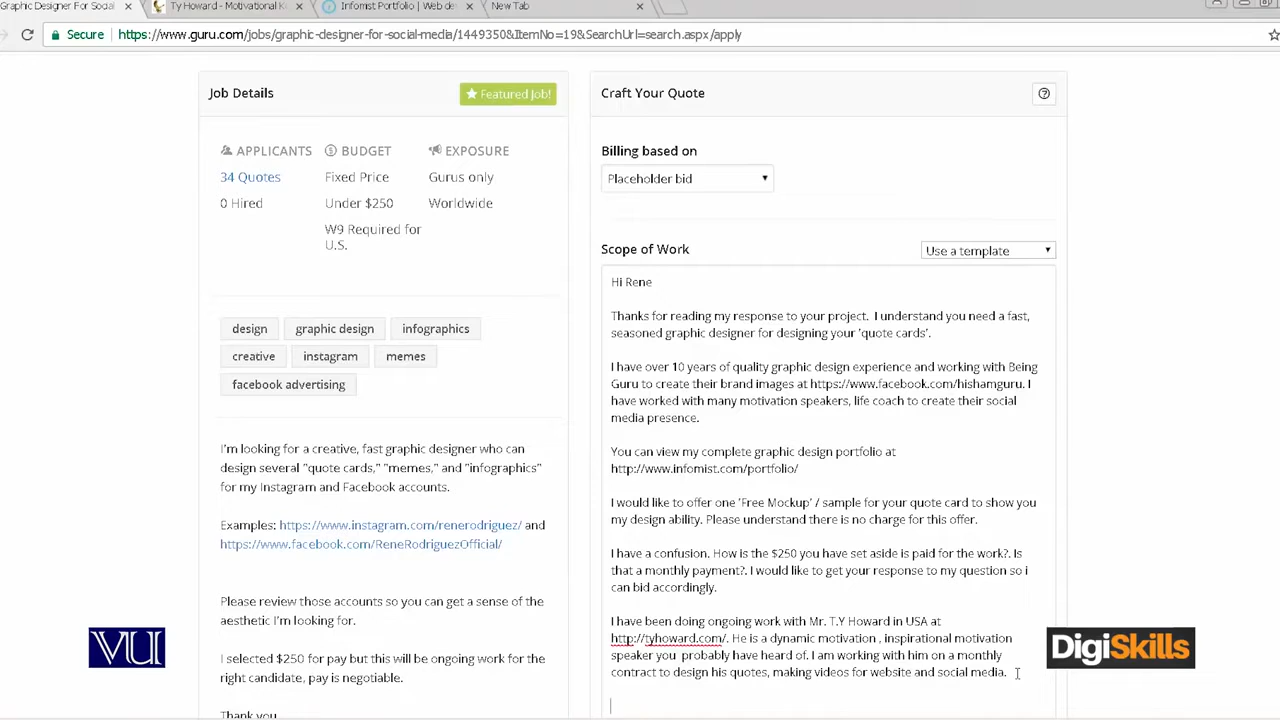 Graphic Designer For Social
Ty Howard - Motivational K
Infomist Portfolio | Web de
New Tab
Secure https://www.guru.com/jobs/graphic-designer-for-social-media/1449350&ItemNo=19&SearchUrl=search.aspx/apply
Job Details
Featured Job!
APPLICANTS BUDGET EXPOSURE
34 Quotes Fixed Price Gurus only
0 Hired Under $250 Worldwide
W9 Required for
U.S.
design graphic design infographics
creative instagram memes
facebook advertising
I'm looking for a creative, fast graphic designer who can
design several "quote cards," "memes," and "infographics"
for my Instagram and Facebook accounts.
Examples: https://www.instagram.com/renerodriguez/ and
https://www.facebook.com/ReneRodriguezOfficial/
Please review those accounts so you can get a sense of the
aesthetic I'm looking for.
I selected $250 for pay but this will be ongoing work for the
right candidate, pay is negotiable.
Thank you
Craft Your Quote
Billing based on
Placeholder bid
Scope of Work
Use a template
Hi Rene
Thanks for reading my response to your project. I understand you need a fast,
seasoned graphic designer for designing your 'quote cards'.
I have over 10 years of quality graphic design experience and working with Being
Guru to create their brand images at https://www.facebook.com/hishamguru. I
have worked with many motivation speakers, life coach to create their social
media presence.
You can view my complete graphic design portfolio at
http://www.infomist.com/portfolio/
I would like to offer one 'Free Mockup' / sample for your quote card to show you
my design ability. Please understand there is no charge for this offer.
I have a confusion. How is the $250 you have set aside is paid for the work?. Is
that a monthly payment?. I would like to get your response to my question so i
can bid accordingly.
I have been doing ongoing work with Mr. T.Y Howard in USA at
http://tyhoward.com/. He is a dynamic motivation , inspirational motivation
speaker you probably have heard of. I am working with him on a monthly
contract to design his quotes, making videos for website and social media.
VU
DigiSkills